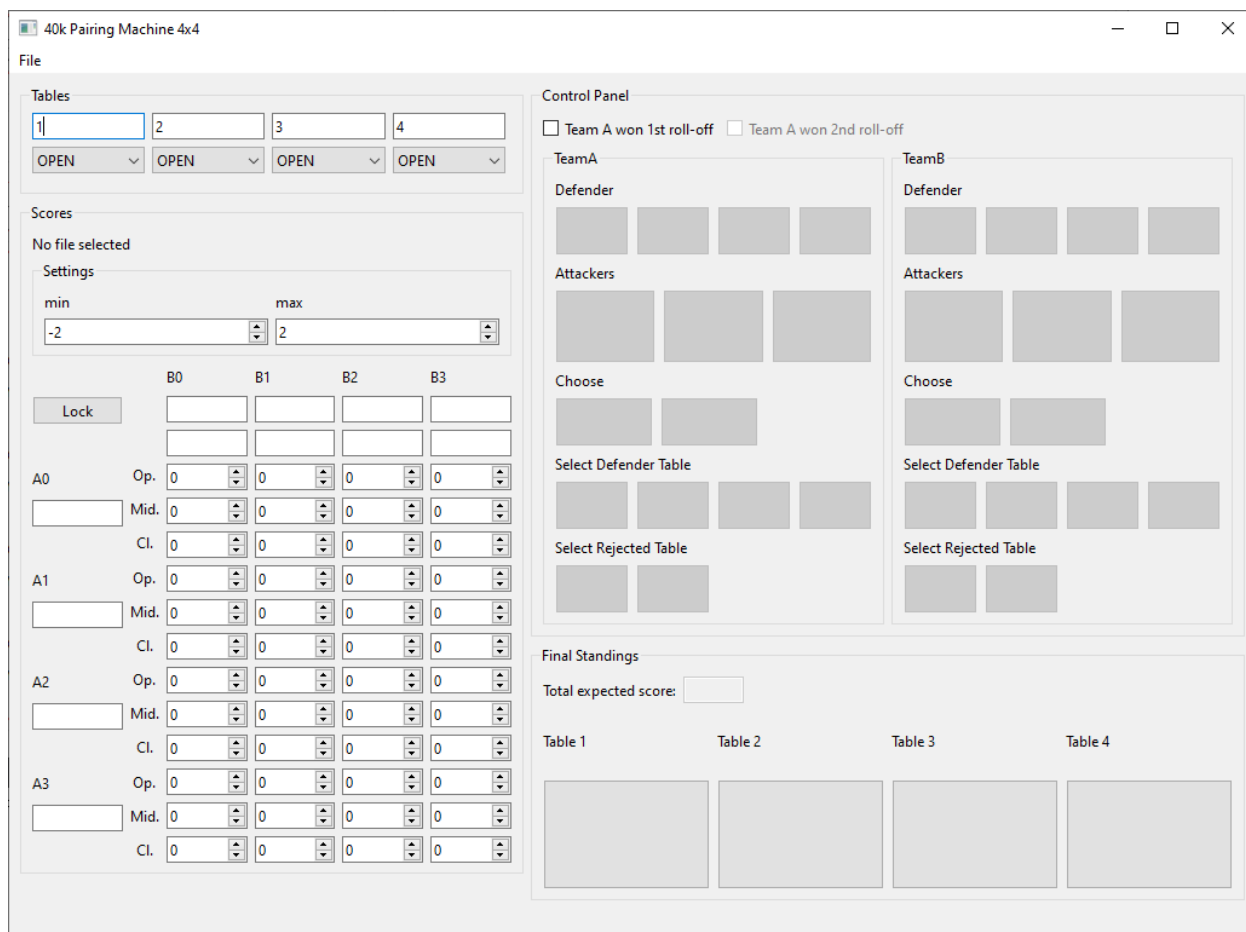 40k Pairing Machine 4x4
File
Tables
1 2 3 4
OPEN OPEN OPEN OPEN
Scores
No file selected
Settings
min max
-2 2
B0 B1 B2 B3
Lock
A0 Op. 0 0 0 0
Mid. 0 0 0 0
Cl. 0 0 0 0
A1 Op. 0 0 0 0
Mid. 0 0 0 0
Cl. 0 0 0 0
A2 Op. 0 0 0 0
Mid. 0 0 0 0
Cl. 0 0 0 0
A3 Op. 0 0 0 0
Mid. 0 0 0 0
Cl. 0 0 0 0
Control Panel
Team A won 1st roll-off Team A won 2nd roll-off
TeamA
Defender
Attackers
Choose
Select Defender Table
Select Rejected Table
TeamB
Defender
Attackers
Choose
Select Defender Table
Select Rejected Table
Final Standings
Total expected score:
Table 1 Table 2 Table 3 Table 4